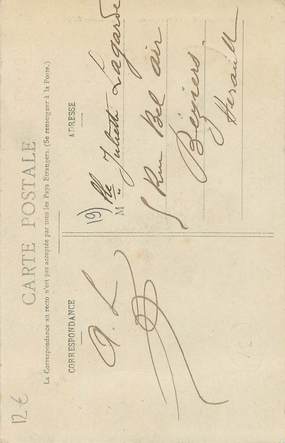 CARTE POSTALE
La Correspondance au recto n'est pas acceptée par tous les Pays Etrangers. (Se renseigner à la Poste.)
CORRESPONDANCE
ADRESSE
A. L
(19)
Mlle Juliette Lagarde
5 Rue Bel air
Béziers
Hérault
12 €